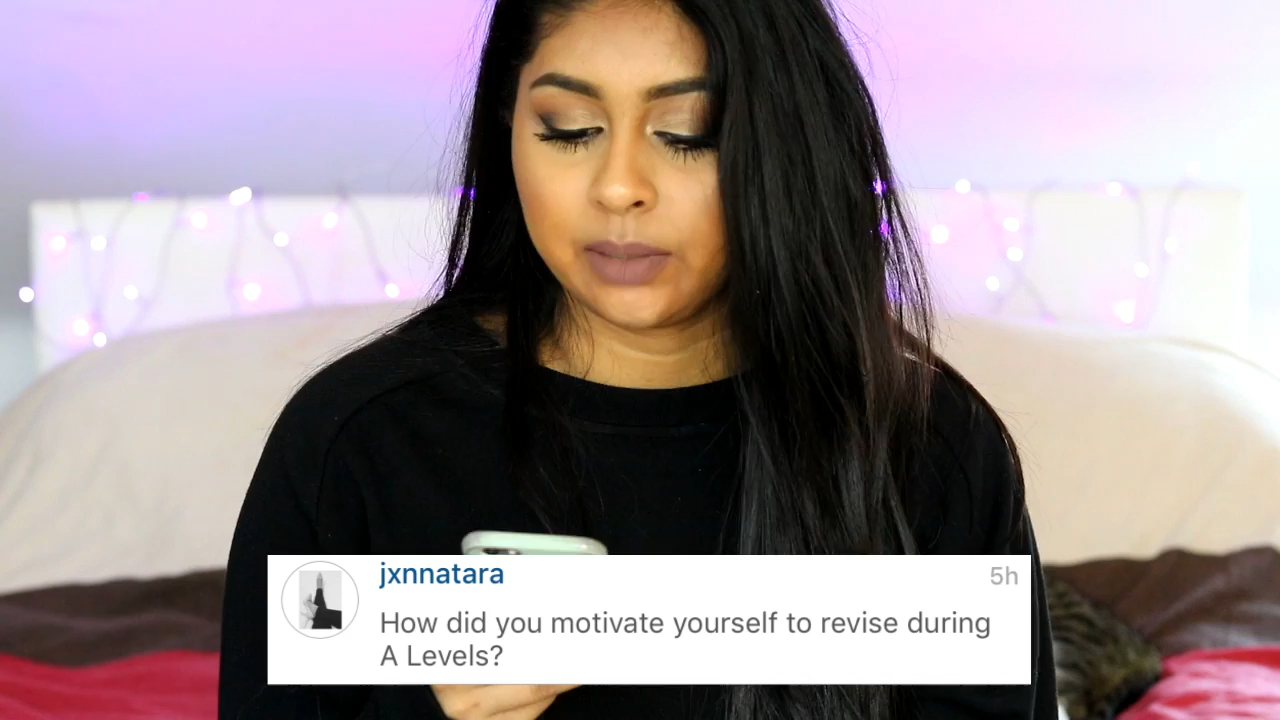 jxnnatara
5h
How did you motivate yourself to revise during
A Levels?